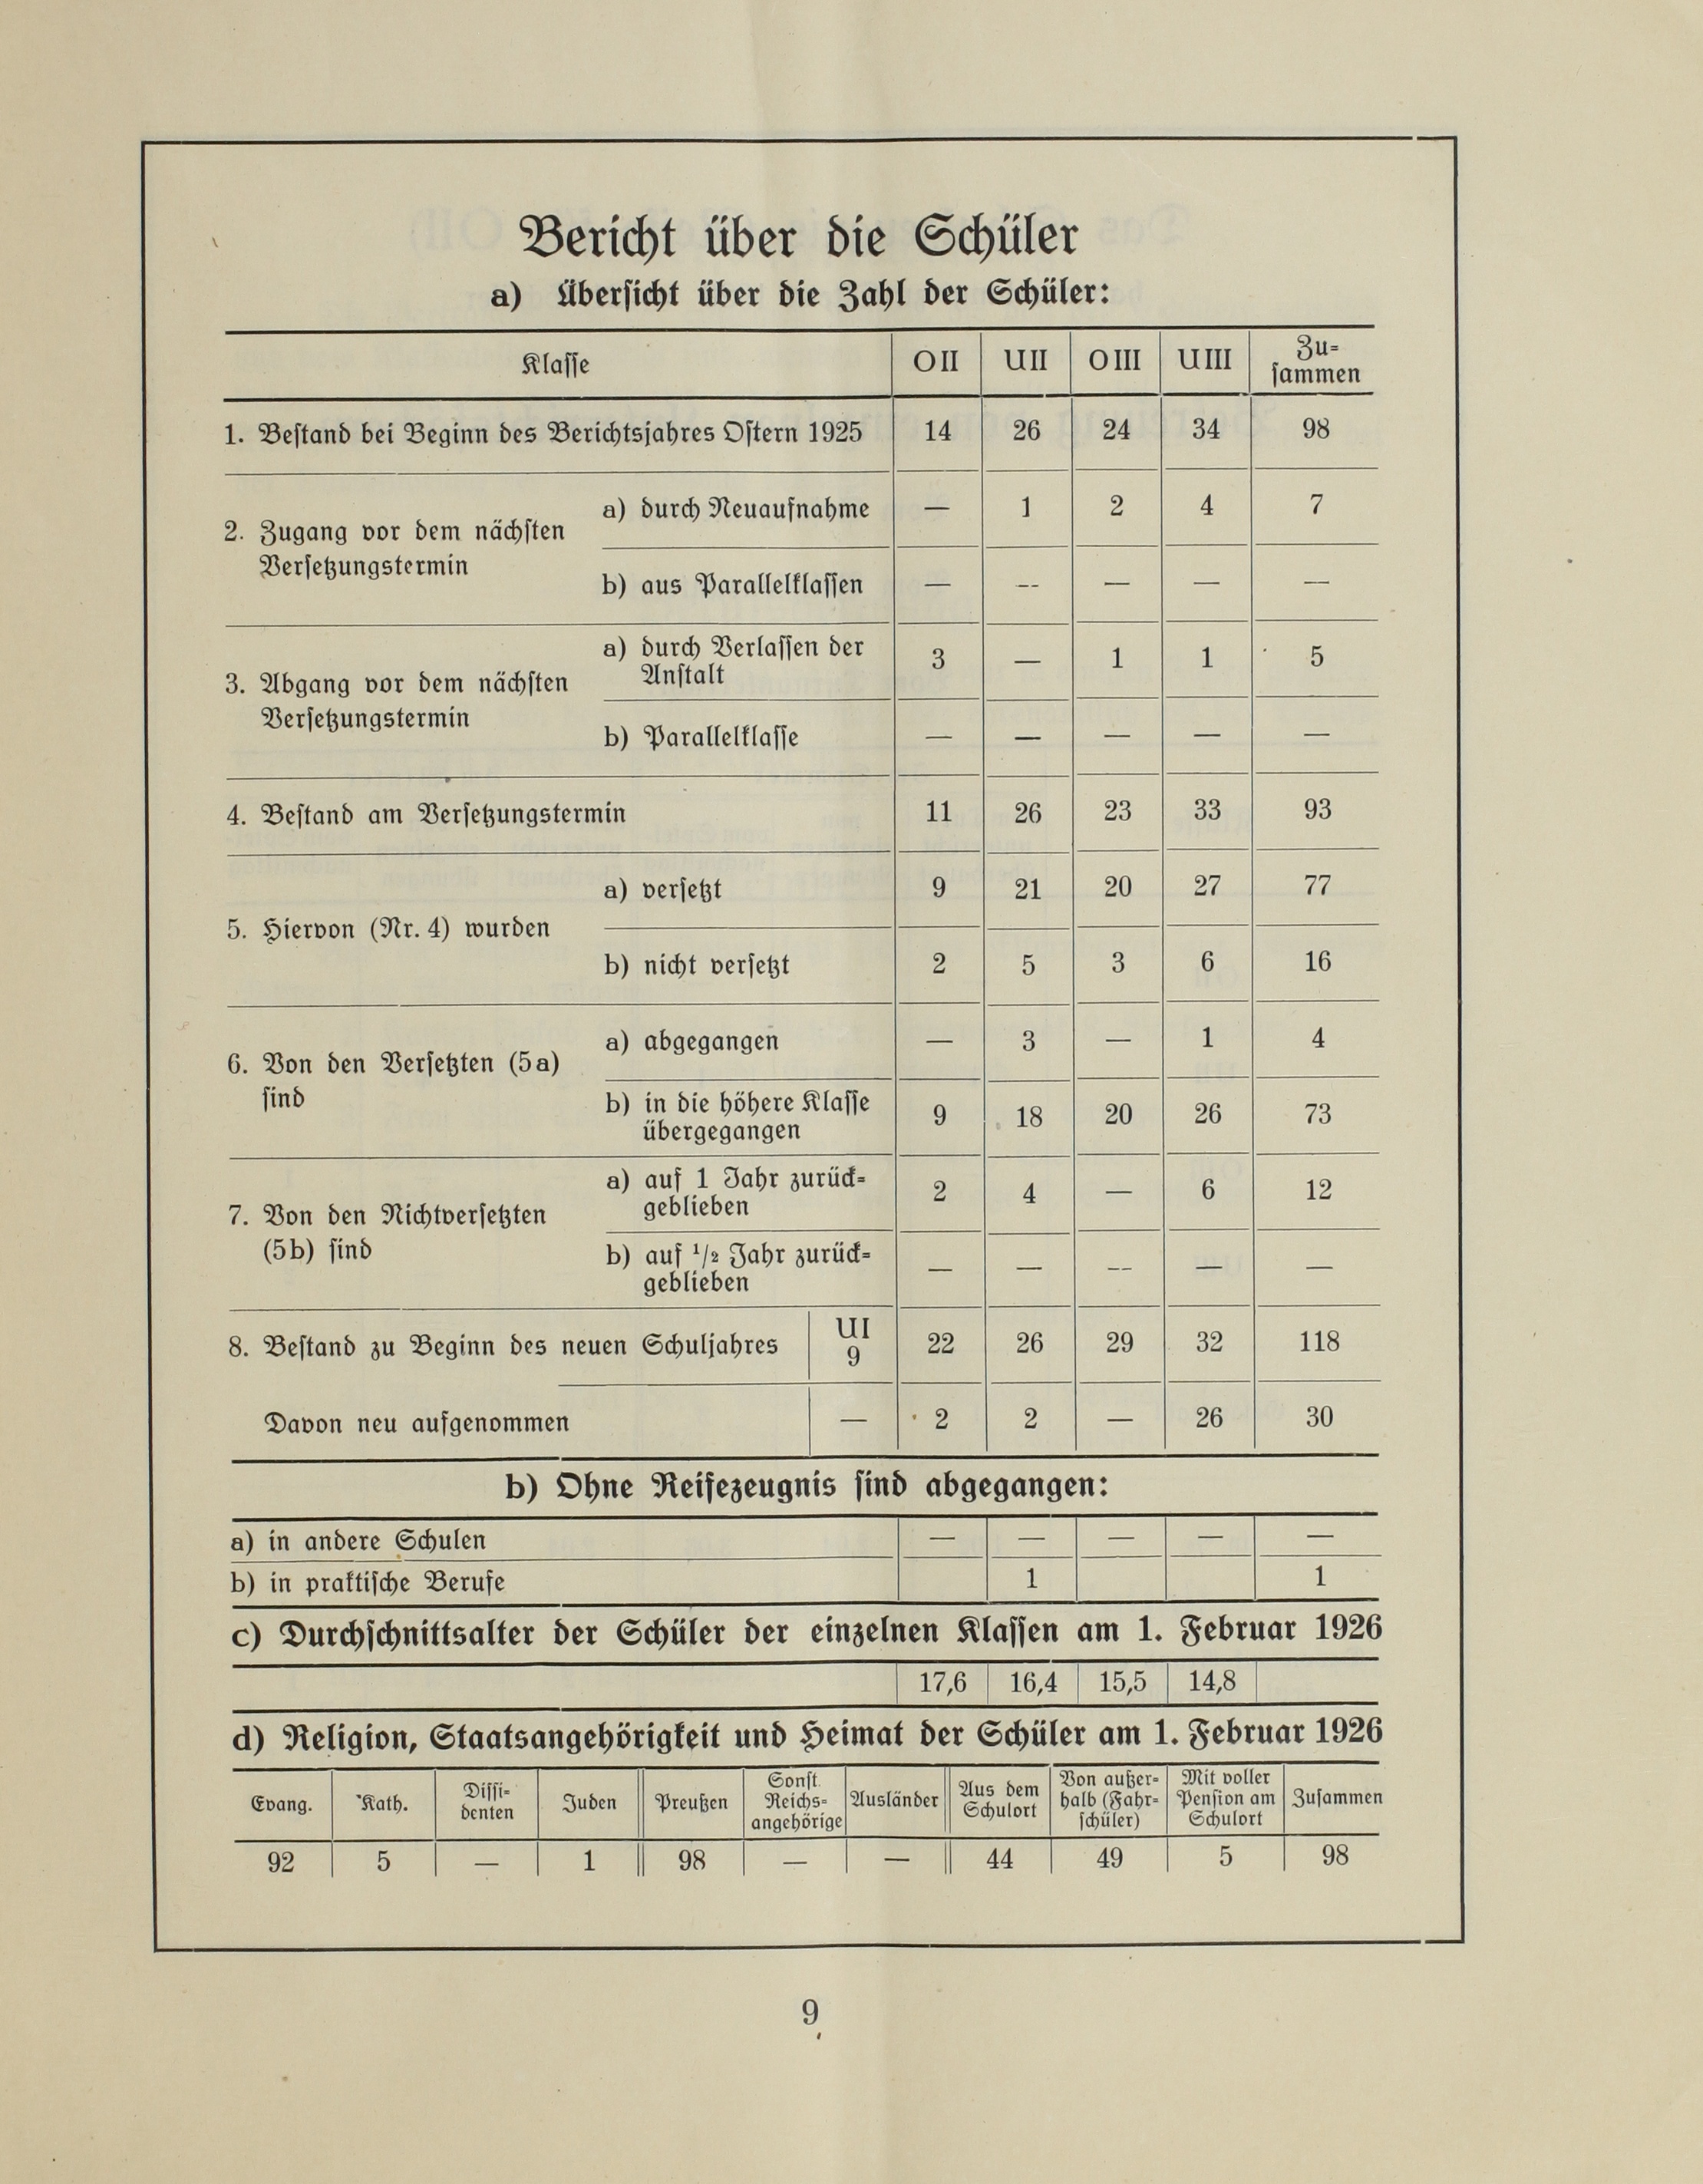 Bericht über die Schüler
a) Übersicht über die Zahl der Schüler:
Klasse OII UII OIII UIII Zu-
sammen
1. Bestand bei Beginn des Berichtsjahres Ostern 1925 14 26 24 34 98
2. Zugang vor dem nächsten
Versetzungstermin
a) durch Neuaufnahme — 1 2 4 7
b) aus Parallelklassen — -- — — —
3. Abgang vor dem nächsten
Versetzungstermin
a) durch Verlassen der
Anstalt 3 — 1 1 5
b) Parallelklasse — — — — —
4. Bestand am Versetzungstermin 11 26 23 33 93
5. Hiervon (Nr. 4) wurden
a) versetzt 9 21 20 27 77
b) nicht versetzt 2 5 3 6 16
6. Von den Versetzten (5a)
sind
a) abgegangen — 3 — 1 4
b) in die höhere Klasse
übergegangen 9 18 20 26 73
7. Von den Nichtversetzten
(5b) sind
a) auf 1 Jahr zurück-
geblieben 2 4 — 6 12
b) auf 1/2 Jahr zurück-
geblieben — — -- — —
8. Bestand zu Beginn des neuen Schuljahres UI
9 22 26 29 32 118
Davon neu aufgenommen — 2 2 — 26 30
b) Ohne Reifezeugnis sind abgegangen:
a) in andere Schulen — — — — —
b) in praktische Berufe 1 1
c) Durchschnittsalter der Schüler der einzelnen Klassen am 1. Februar 1926
17,6 16,4 15,5 14,8
d) Religion, Staatsangehörigkeit und Heimat der Schüler am 1. Februar 1926
Evang.
Kath.
Dissi-
denten
Juden
Preußen
Sonst.
Reichs-
angehörige
Ausländer
Aus dem
Schulort
Von außer-
halb (Fahr-
schüler)
Mit voller
Pension am
Schulort
Zusammen
92 5 — 1 98 — — 44 49 5 98
9